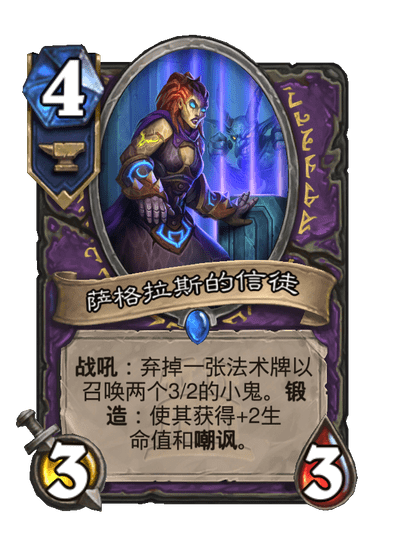 4
萨格拉斯的信徒
战吼：弃掉一张法术牌以
召唤两个3/2的小鬼。锻
造：使其获得+2生
命值和嘲讽。
3
3